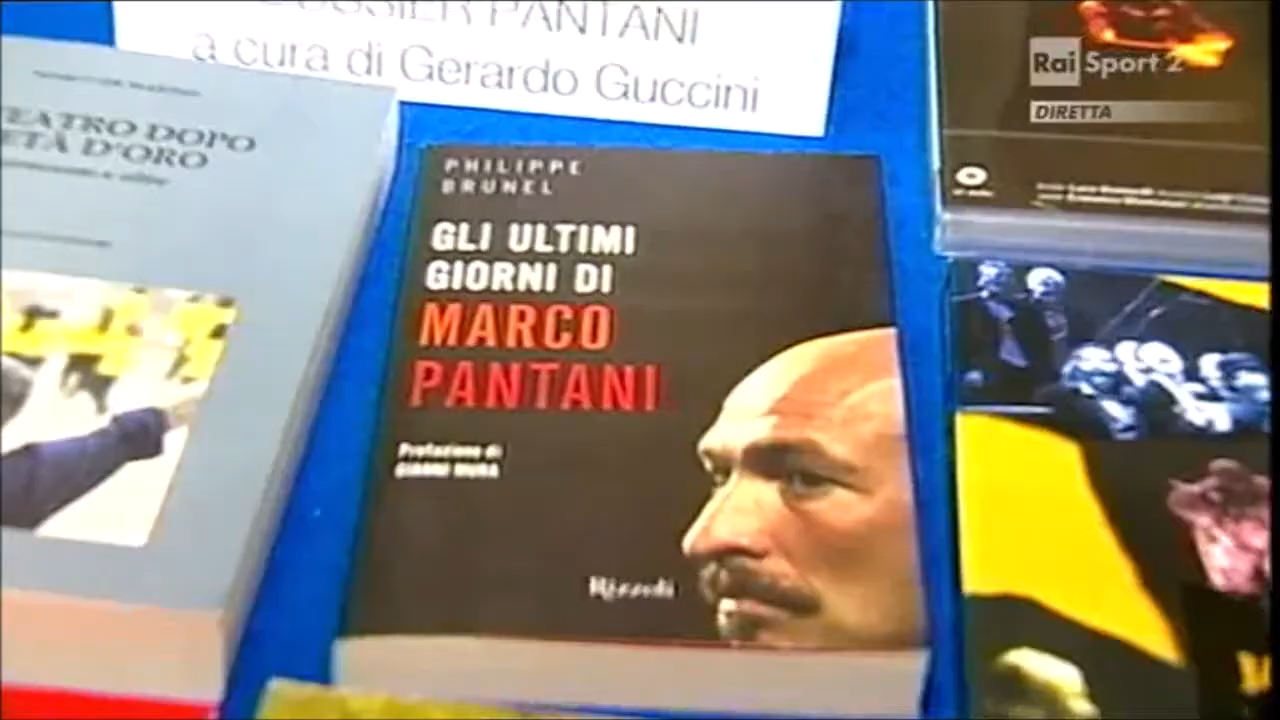 DOSSIER PANTANI
a cura di Gerardo Guccini
Rai Sport 2
DIRETTA
TEATRO DOPO
ETÀ D'ORO
PHILIPPE
BRUNEL
GLI ULTIMI
GIORNI DI
MARCO
PANTANI
Prefazione di
GIANNI MURA
Rizzoli